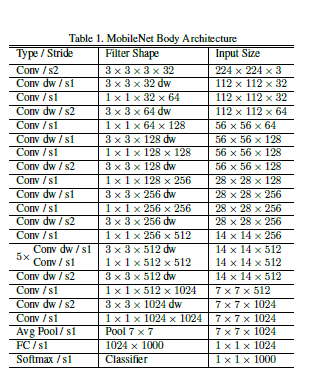 Table 1. MobileNet Body Architecture
Type / Stride Filter Shape Input Size
Conv / s2 3 × 3 × 3 × 32 224 × 224 × 3
Conv dw / s1 3 × 3 × 32 dw 112 × 112 × 32
Conv / s1 1 × 1 × 32 × 64 112 × 112 × 32
Conv dw / s2 3 × 3 × 64 dw 112 × 112 × 64
Conv / s1 1 × 1 × 64 × 128 56 × 56 × 64
Conv dw / s1 3 × 3 × 128 dw 56 × 56 × 128
Conv / s1 1 × 1 × 128 × 128 56 × 56 × 128
Conv dw / s2 3 × 3 × 128 dw 56 × 56 × 128
Conv / s1 1 × 1 × 128 × 256 28 × 28 × 128
Conv dw / s1 3 × 3 × 256 dw 28 × 28 × 256
Conv / s1 1 × 1 × 256 × 256 28 × 28 × 256
Conv dw / s2 3 × 3 × 256 dw 28 × 28 × 256
Conv / s1 1 × 1 × 256 × 512 14 × 14 × 256
5× Conv dw / s1 3 × 3 × 512 dw 14 × 14 × 512
Conv / s1 1 × 1 × 512 × 512 14 × 14 × 512
Conv dw / s2 3 × 3 × 512 dw 14 × 14 × 512
Conv / s1 1 × 1 × 512 × 1024 7 × 7 × 512
Conv dw / s2 3 × 3 × 1024 dw 7 × 7 × 1024
Conv / s1 1 × 1 × 1024 × 1024 7 × 7 × 1024
Avg Pool / s1 Pool 7 × 7 7 × 7 × 1024
FC / s1 1024 × 1000 1 × 1 × 1024
Softmax / s1 Classifier 1 × 1 × 1000